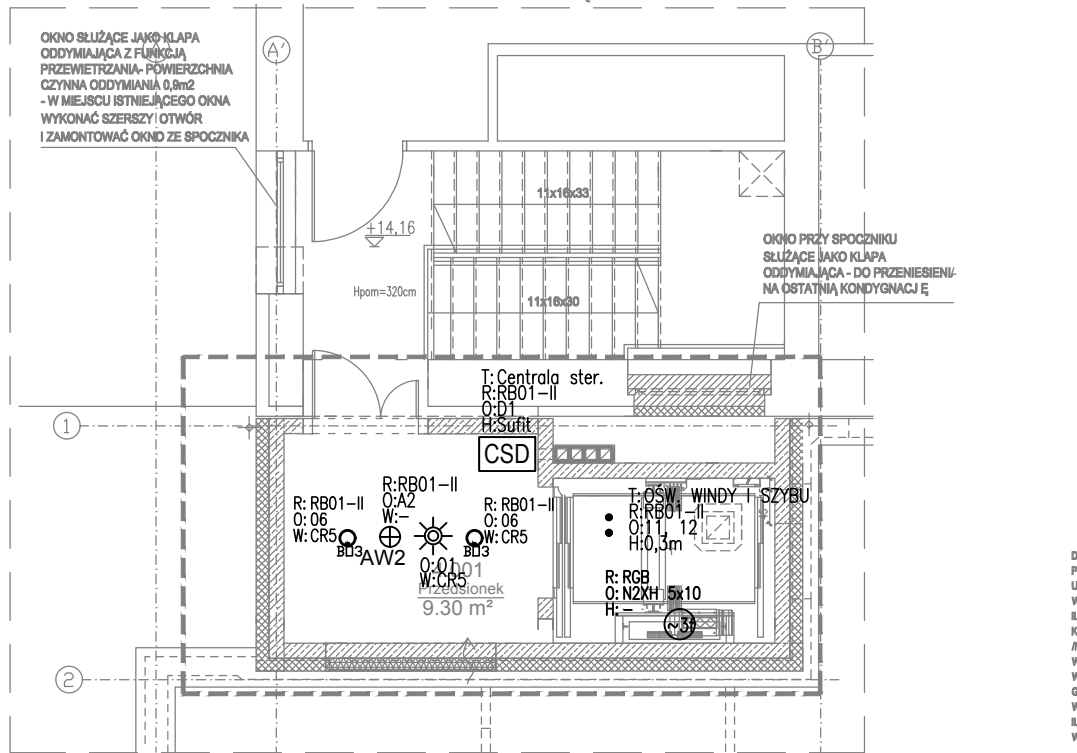 OKNO SŁUŻĄCE JAKO KLAPA
ODDYMIAJĄCA Z FUNKCJĄ
PRZEWIETRZANIA- POWIERZCHNIA
CZYNNA ODDYMIANIA 0,9m2
- W MIEJSCU ISTNIEJĄCEGO OKNA
WYKONAĆ SZERSZY OTWÓR
I ZAMONTOWAĆ OKNO ZE SPOCZNIKA
A'
B'
11x16x33
+14,16
OKNO PRZY SPOCZNIKU
SŁUŻĄCE JAKO KLAPA
ODDYMIAJĄCA - DO PRZENIESIENI
NA OSTATNIĄ KONDYGNACJ Ę
Hpom=320cm
11x16x30
T: Centrala ster.
R:RB01-II
O:D1
H:Sufit
1
CSD
R:RB01-II
O:A2
W:-
R: RB01-II
O: 06
W: CR5
R: RB01-II
O: 06
W: CR5
T: OŚW. WINDY I SZYBU
R:RB01-II
O:11, 12
H:0,3m
AW2
O:01
W:CR5
001
Przedsionek
9.30 m²
R: RGB
O: N2XH 5x10
H: -
~3f
2